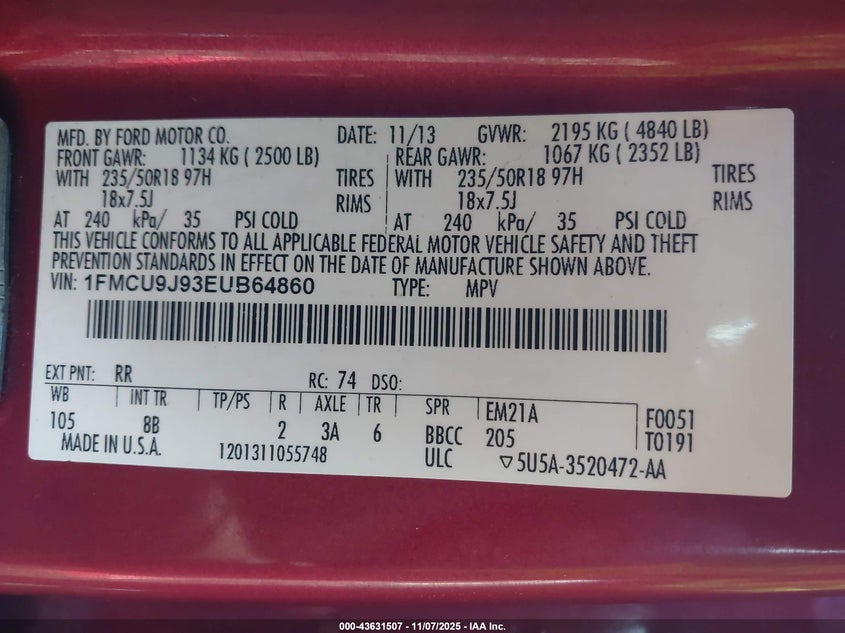 MFD. BY FORD MOTOR CO. DATE: 11/13 GVWR: 2195 KG ( 4840 LB)
FRONT GAWR: 1134 KG ( 2500 LB) REAR GAWR: 1067 KG ( 2352 LB)
WITH 235/50R18 97H TIRES WITH 235/50R18 97H TIRES
18x7.5J RIMS 18x7.5J RIMS
AT 240 kPa/ 35 PSI COLD AT 240 kPa/ 35 PSI COLD
THIS VEHICLE CONFORMS TO ALL APPLICABLE FEDERAL MOTOR VEHICLE SAFETY AND THEFT
PREVENTION STANDARDS IN EFFECT ON THE DATE OF MANUFACTURE SHOWN ABOVE.
VIN: 1FMCU9J93EUB64860 TYPE: MPV
EXT PNT: RR RC: 74 DSO:
WB INT TR TP/PS R AXLE TR SPR EM21A F0051
105 8B 2 3A 6 BBCC 205 T0191
MADE IN U.S.A. 1201311055748 ULC ▽5U5A-3520472-AA
000-43631507 — 11/07/2025 - IAA Inc.